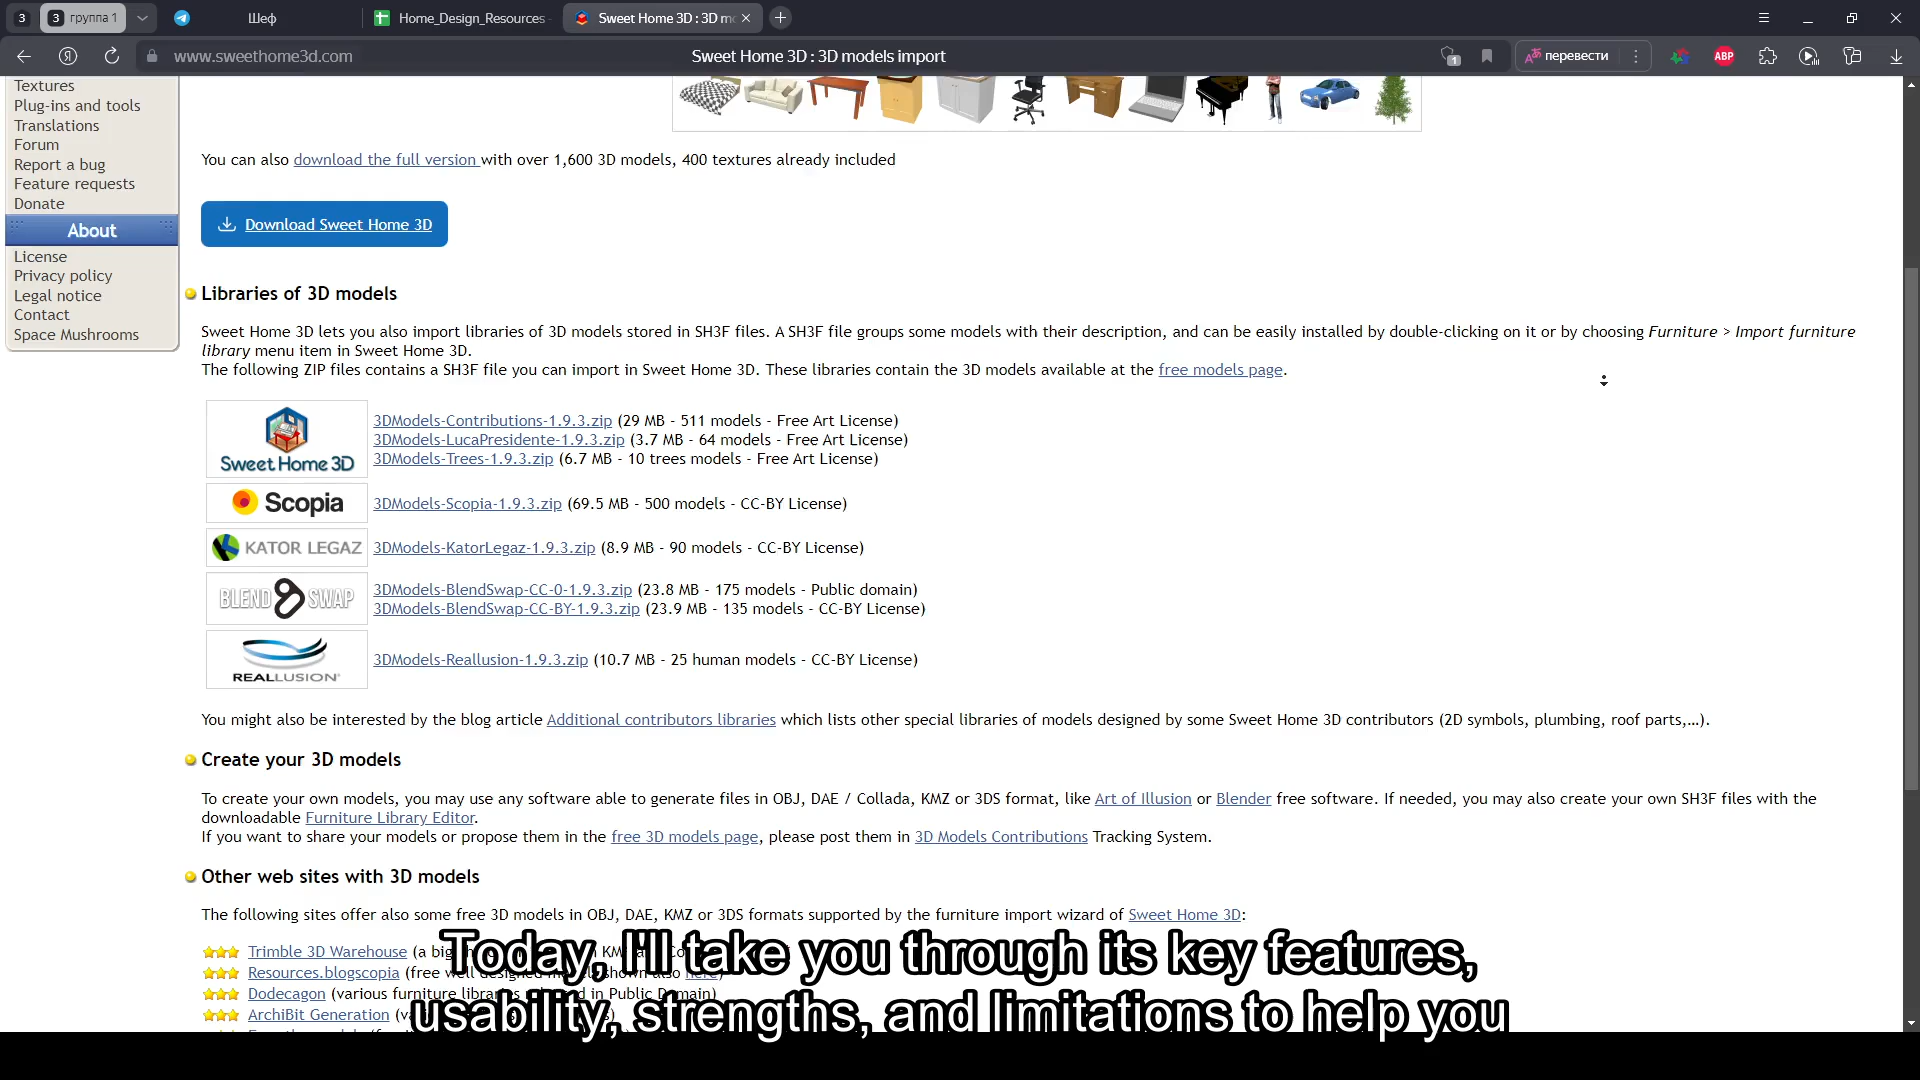 3
3 группа 1
Шеф
Home_Design_Resources
Sweet Home 3D : 3D m
www.sweethome3d.com
Sweet Home 3D : 3D models import
1
перевести
ABP
Textures
Plug-ins and tools
Translations
Forum
Report a bug
Feature requests
Donate
About
License
Privacy policy
Legal notice
Contact
Space Mushrooms
You can also download the full version with over 1,600 3D models, 400 textures already included
Download Sweet Home 3D
Libraries of 3D models
Sweet Home 3D lets you also import libraries of 3D models stored in SH3F files. A SH3F file groups some models with their description, and can be easily installed by double-clicking on it or by choosing Furniture > Import furniture
library menu item in Sweet Home 3D.
The following ZIP files contains a SH3F file you can import in Sweet Home 3D. These libraries contain the 3D models available at the free models page.
Sweet Home 3D
3DModels-Contributions-1.9.3.zip (29 MB - 511 models - Free Art License)
3DModels-LucaPresidente-1.9.3.zip (3.7 MB - 64 models - Free Art License)
3DModels-Trees-1.9.3.zip (6.7 MB - 10 trees models - Free Art License)
Scopia
3DModels-Scopia-1.9.3.zip (69.5 MB - 500 models - CC-BY License)
KATOR LEGAZ
3DModels-KatorLegaz-1.9.3.zip (8.9 MB - 90 models - CC-BY License)
BLEND SWAP
3DModels-BlendSwap-CC-0-1.9.3.zip (23.8 MB - 175 models - Public domain)
3DModels-BlendSwap-CC-BY-1.9.3.zip (23.9 MB - 135 models - CC-BY License)
REALLUSION
3DModels-Reallusion-1.9.3.zip (10.7 MB - 25 human models - CC-BY License)
You might also be interested by the blog article Additional contributors libraries which lists other special libraries of models designed by some Sweet Home 3D contributors (2D symbols, plumbing, roof parts,...).
Create your 3D models
To create your own models, you may use any software able to generate files in OBJ, DAE / Collada, KMZ or 3DS format, like Art of Illusion or Blender free software. If needed, you may also create your own SH3F files with the
downloadable Furniture Library Editor.
If you want to share your models or propose them in the free 3D models page, please post them in 3D Models Contributions Tracking System.
Other web sites with 3D models
The following sites offer also some free 3D models in OBJ, DAE, KMZ or 3DS formats supported by the furniture import wizard of Sweet Home 3D:
Trimble 3D Warehouse (a big
Resources.blogscopia (free well designed models shown also here)
Dodecagon (various furniture libraries released in Public Domain)
ArchiBit Generation
Today, I'll take you through its key features,
usability, strengths, and limitations to help you